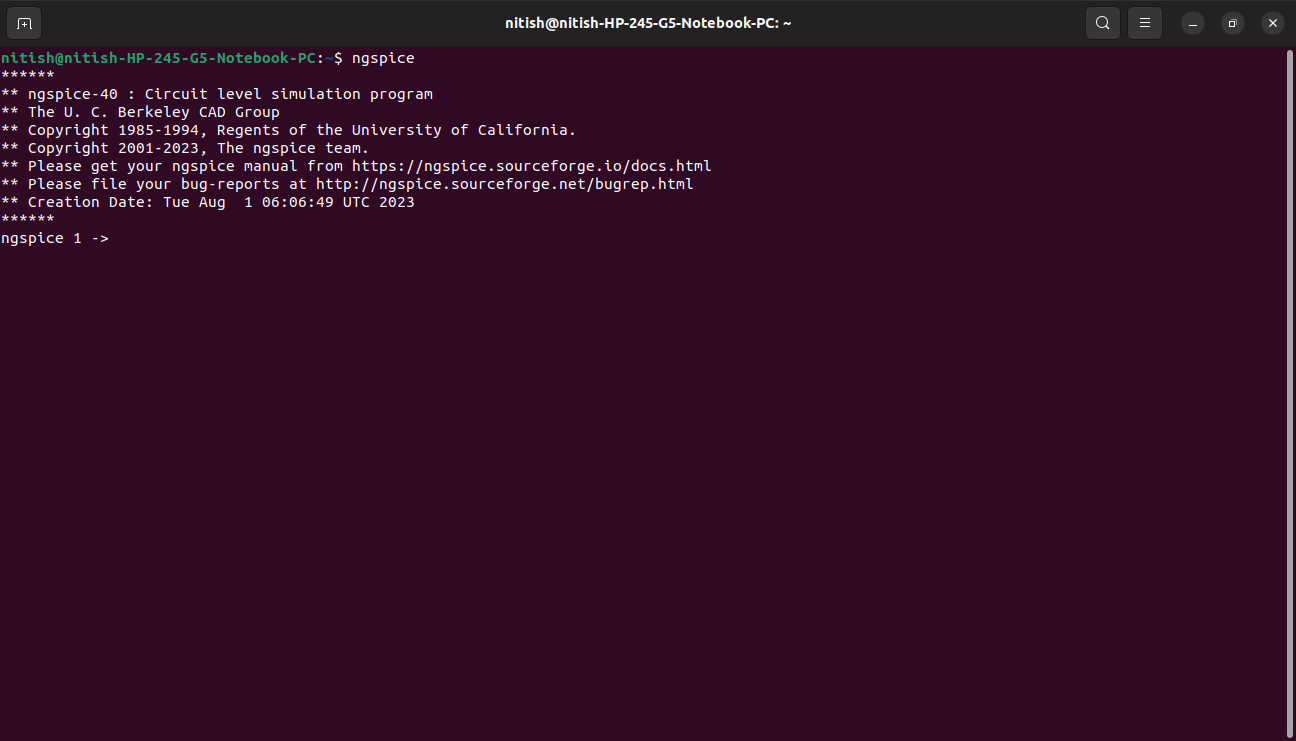 nitish@nitish-HP-245-G5-Notebook-PC: ~
nitish@nitish-HP-245-G5-Notebook-PC:~$ ngspice
******
** ngspice-40 : Circuit level simulation program
** The U. C. Berkeley CAD Group
** Copyright 1985-1994, Regents of the University of California.
** Copyright 2001-2023, The ngspice team.
** Please get your ngspice manual from https://ngspice.sourceforge.io/docs.html
** Please file your bug-reports at http://ngspice.sourceforge.net/bugrep.html
** Creation Date: Tue Aug  1 06:06:49 UTC 2023
******
ngspice 1 ->